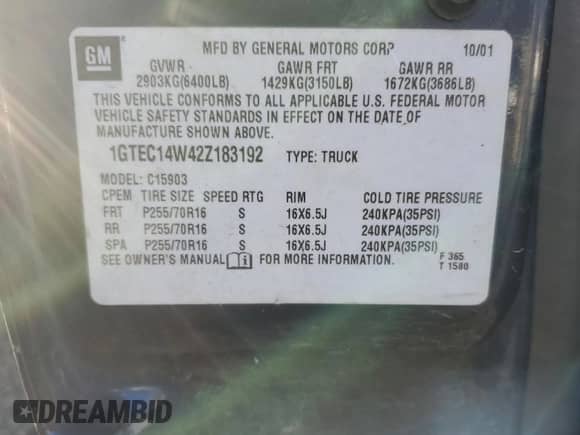 GM
MFD BY GENERAL MOTORS CORP 10/01
GVWR GAWR FRT GAWR RR
2903KG(6400LB) 1429KG(3150LB) 1672KG(3686LB)
THIS VEHICLE CONFORMS TO ALL APPLICABLE U.S. FEDERAL MOTOR
VEHICLE SAFETY STANDARDS IN EFFECT ON THE DATE OF
MANUFACTURE SHOWN ABOVE.
1GTEC14W42Z183192 TYPE: TRUCK
MODEL: C15903
CPEM TIRE SIZE SPEED RTG RIM COLD TIRE PRESSURE
FRT P255/70R16 S 16X6.5J 240KPA(35PSI)
RR P255/70R16 S 16X6.5J 240KPA(35PSI)
SPA P255/70R16 S 16X6.5J 240KPA(35PSI)
SEE OWNER'S MANUAL i FOR MORE INFORMATION. F 365
T 1580
DREAMBID